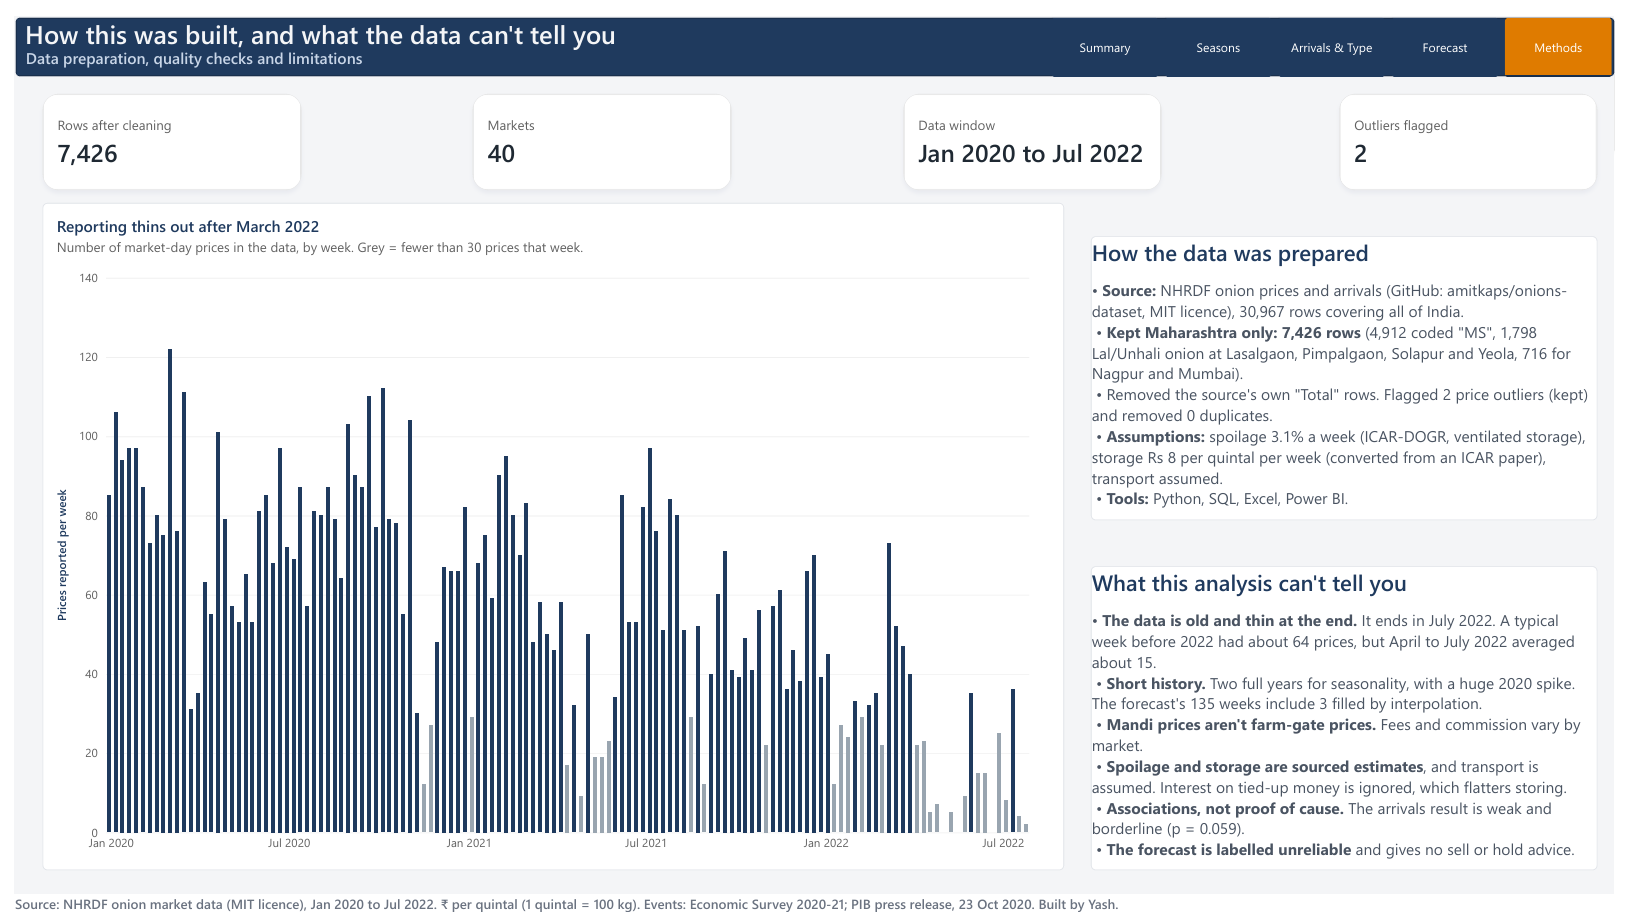 How this was built, and what the data can't tell you
Data preparation, quality checks and limitations
Summary
Seasons
Arrivals & Type
Forecast
Methods
Rows after cleaning
7,426
Markets
40
Data window
Jan 2020 to Jul 2022
Outliers flagged
2
Reporting thins out after March 2022
Number of market-day prices in the data, by week. Grey = fewer than 30 prices that week.
Prices reported per week
140
120
100
80
60
40
20
0
Jan 2020
Jul 2020
Jan 2021
Jul 2021
Jan 2022
Jul 2022
How the data was prepared
• Source: NHRDF onion prices and arrivals (GitHub: amitkaps/onions-
dataset, MIT licence), 30,967 rows covering all of India.
• Kept Maharashtra only: 7,426 rows (4,912 coded "MS", 1,798
Lal/Unhali onion at Lasalgaon, Pimpalgaon, Solapur and Yeola, 716 for
Nagpur and Mumbai).
• Removed the source's own "Total" rows. Flagged 2 price outliers (kept)
and removed 0 duplicates.
• Assumptions: spoilage 3.1% a week (ICAR-DOGR, ventilated storage),
storage Rs 8 per quintal per week (converted from an ICAR paper),
transport assumed.
• Tools: Python, SQL, Excel, Power BI.
What this analysis can't tell you
• The data is old and thin at the end. It ends in July 2022. A typical
week before 2022 had about 64 prices, but April to July 2022 averaged
about 15.
• Short history. Two full years for seasonality, with a huge 2020 spike.
The forecast's 135 weeks include 3 filled by interpolation.
• Mandi prices aren't farm-gate prices. Fees and commission vary by
market.
• Spoilage and storage are sourced estimates, and transport is
assumed. Interest on tied-up money is ignored, which flatters storing.
• Associations, not proof of cause. The arrivals result is weak and
borderline (p = 0.059).
• The forecast is labelled unreliable and gives no sell or hold advice.
Source: NHRDF onion market data (MIT licence), Jan 2020 to Jul 2022. ₹ per quintal (1 quintal = 100 kg). Events: Economic Survey 2020-21; PIB press release, 23 Oct 2020. Built by Yash.